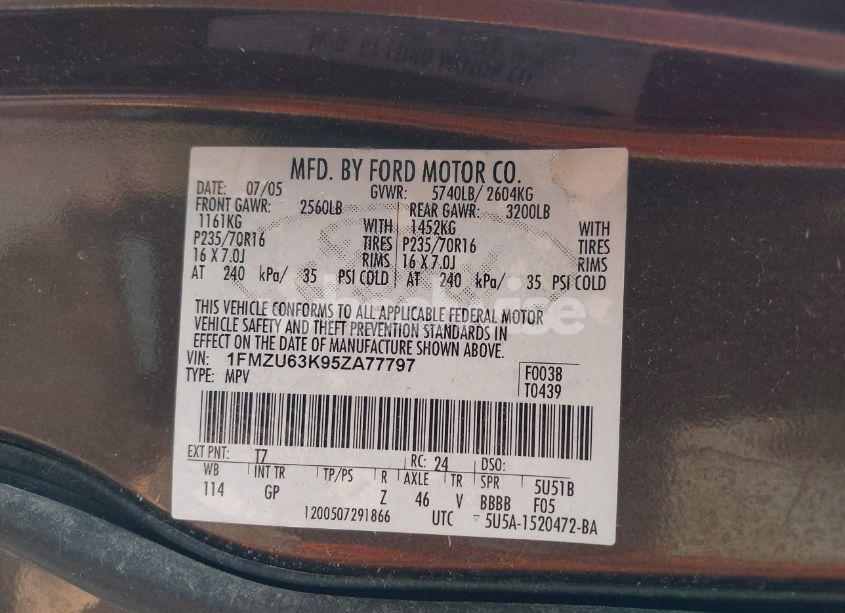 MFD. BY FORD MOTOR CO.
DATE: 07/05 GVWR: 5740LB/ 2604KG
FRONT GAWR: 2560LB REAR GAWR: 3200LB
1161KG WITH 1452KG WITH
P235/70R16 TIRES P235/70R16 TIRES
16 X 7.0J RIMS 16 X 7.0J RIMS
AT 240 kPa/ 35 PSI COLD AT 240 kPa/ 35 PSI COLD
THIS VEHICLE CONFORMS TO ALL APPLICABLE FEDERAL MOTOR
VEHICLE SAFETY AND THEFT PREVENTION STANDARDS IN
EFFECT ON THE DATE OF MANUFACTURE SHOWN ABOVE.
VIN: 1FMZU63K95ZA77797 F0038
TYPE: MPV T0439
EXT PNT: T7 RC: 24 DSO:
WB INT TR TP/PS R AXLE TR SPR 5U51B
114 GP Z 46 V BBBB F05
1200507291866 UTC ▽ 5U5A-1520472-BA